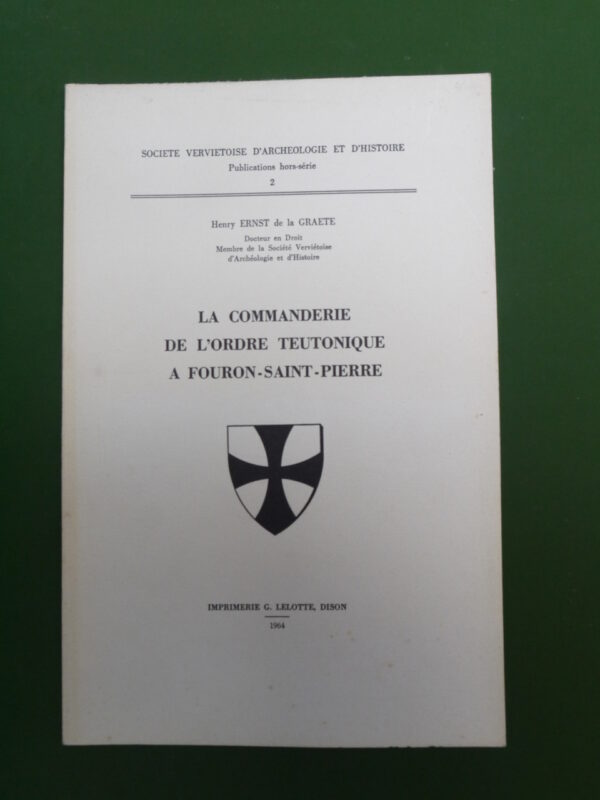 SOCIETE VERVIETOISE D'ARCHEOLOGIE ET D'HISTOIRE
Publications hors-série
2
Henry ERNST de la GRAETE
Docteur en Droit
Membre de la Société Verviétoise
d'Archéologie et d'Histoire
LA COMMANDERIE
DE L'ORDRE TEUTONIQUE
A FOURON-SAINT-PIERRE
IMPRIMERIE G. LELOTTE, DISON
1964